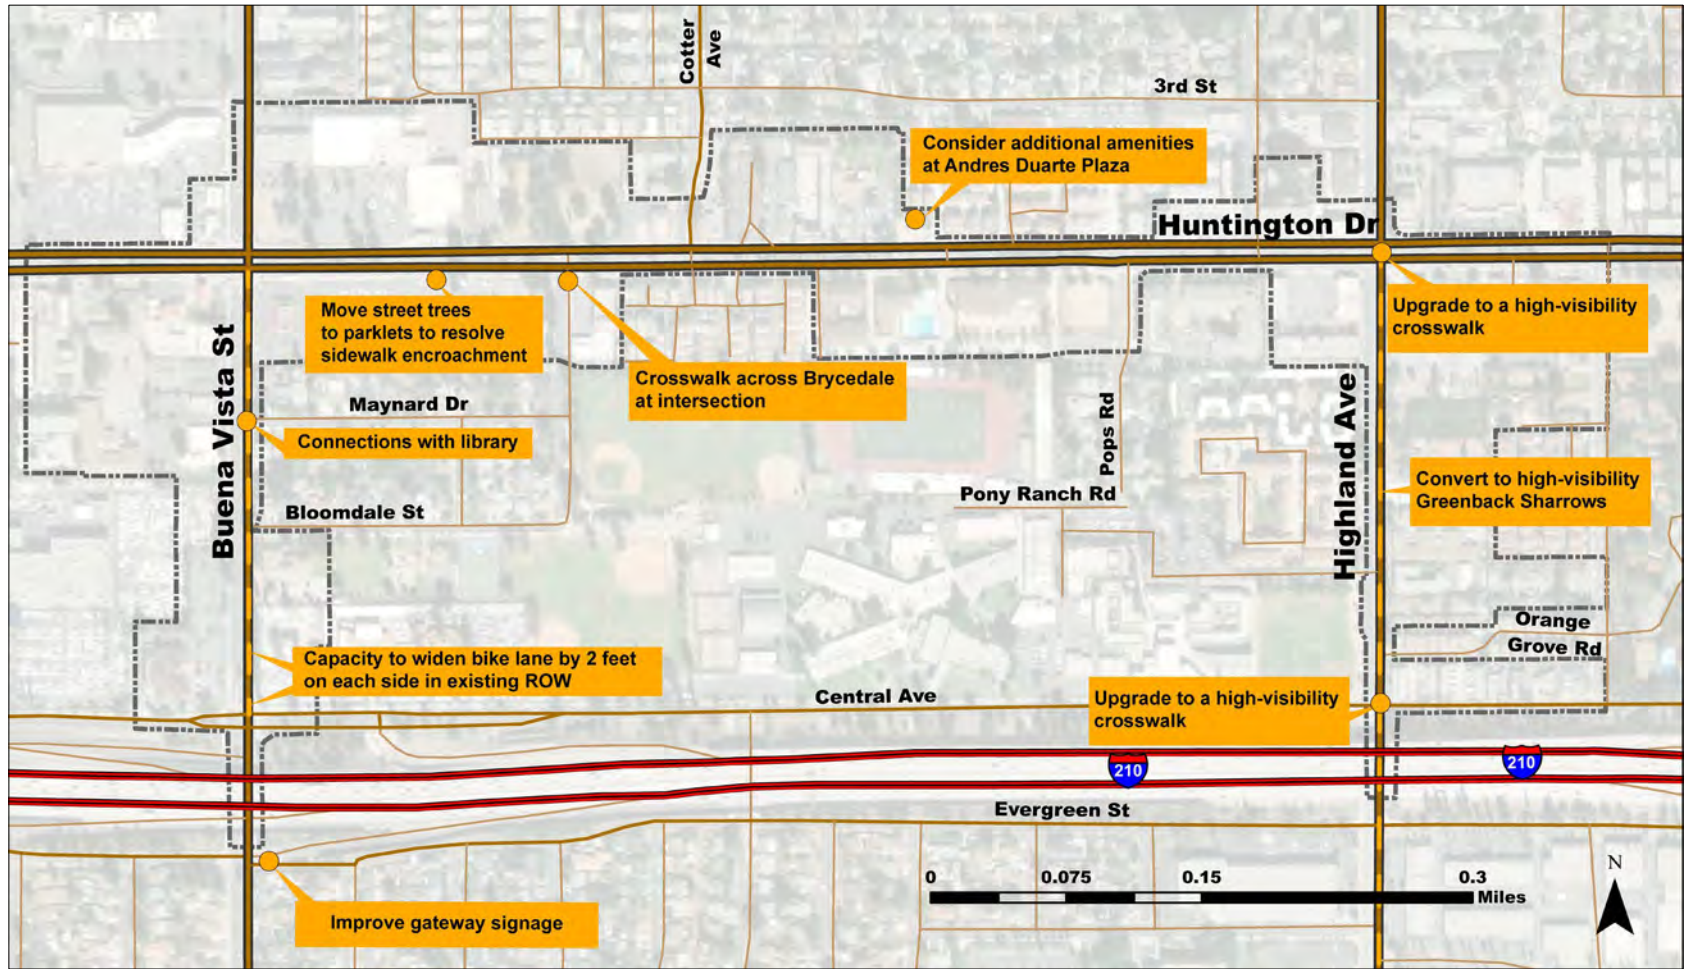 Cotter
Ave
3rd St
Consider additional amenities
at Andres Duarte Plaza
Huntington Dr
Move street trees
to parklets to resolve
sidewalk encroachment
Upgrade to a high-visibility
crosswalk
Buena Vista St
Crosswalk across Brycedale
at intersection
Maynard Dr
Connections with library
Pops Rd
Highland Ave
Convert to high-visibility
Greenback Sharrows
Pony Ranch Rd
Bloomdale St
Orange
Grove Rd
Capacity to widen bike lane by 2 feet
on each side in existing ROW
Central Ave
Upgrade to a high-visibility
crosswalk
210
210
Evergreen St
0 0.075 0.15 0.3
Miles
N
Improve gateway signage